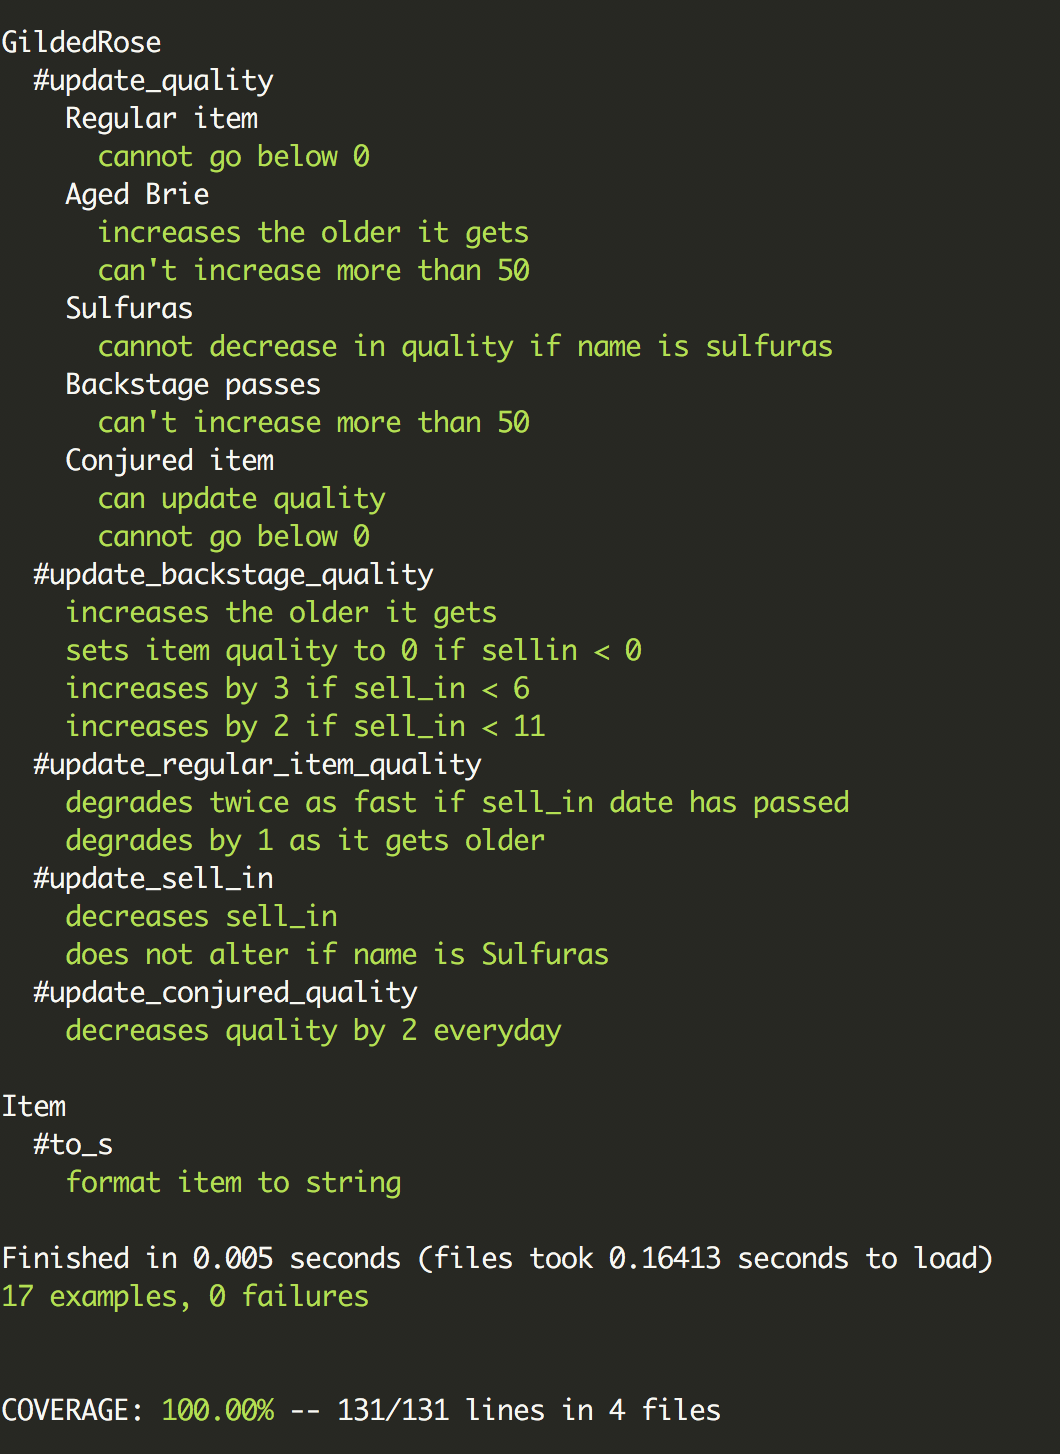 GildedRose
  #update_quality
    Regular item
      cannot go below 0
    Aged Brie
      increases the older it gets
      can't increase more than 50
    Sulfuras
      cannot decrease in quality if name is sulfuras
    Backstage passes
      can't increase more than 50
    Conjured item
      can update quality
      cannot go below 0
  #update_backstage_quality
    increases the older it gets
    sets item quality to 0 if sellin < 0
    increases by 3 if sell_in < 6
    increases by 2 if sell_in < 11
  #update_regular_item_quality
    degrades twice as fast if sell_in date has passed
    degrades by 1 as it gets older
  #update_sell_in
    decreases sell_in
    does not alter if name is Sulfuras
  #update_conjured_quality
    decreases quality by 2 everyday

Item
  #to_s
    format item to string

Finished in 0.005 seconds (files took 0.16413 seconds to load)
17 examples, 0 failures

COVERAGE: 100.00% -- 131/131 lines in 4 files